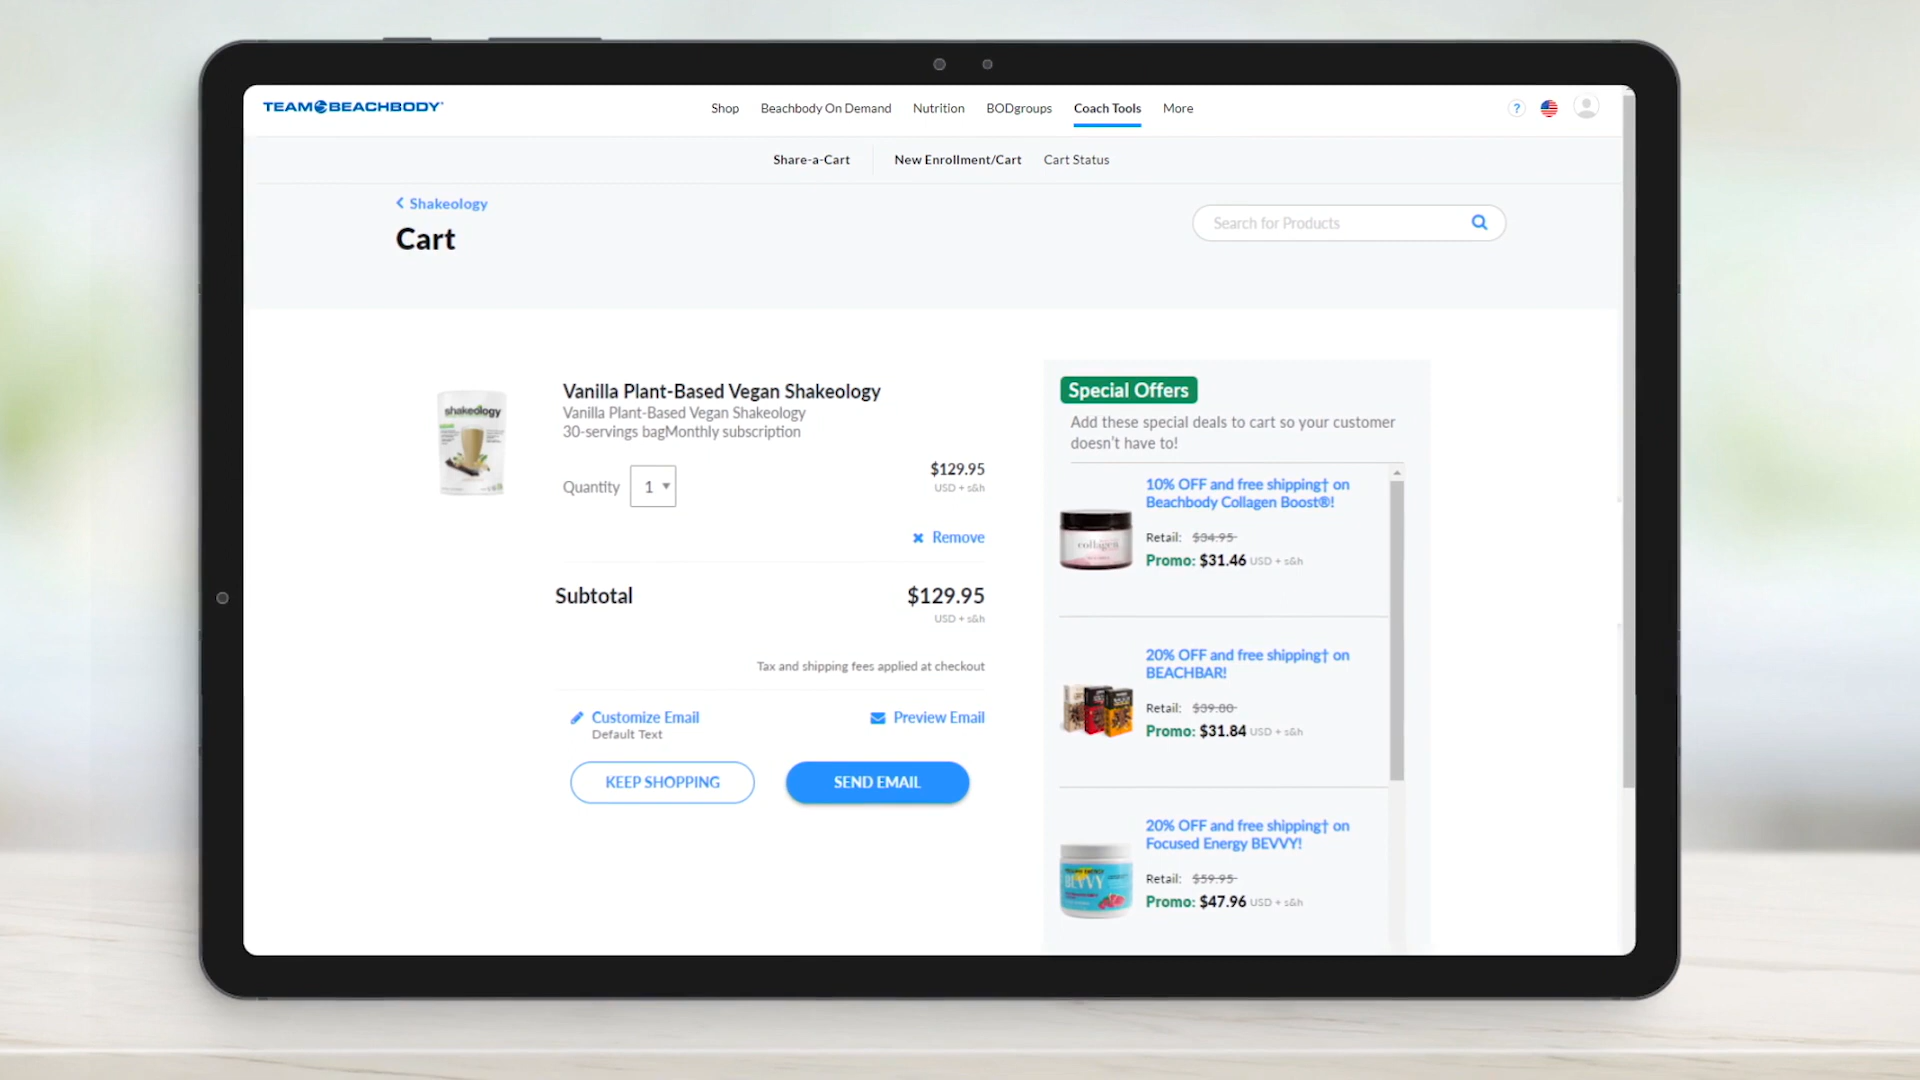 TEAM BEACHBODY
Shop
Beachbody On Demand
Nutrition
BODgroups
Coach Tools
More
?
Share-a-Cart
New Enrollment/Cart
Cart Status
Shakeology
Cart
Search for Products
shakeology
Vanilla Plant-Based Vegan Shakeology
Vanilla Plant-Based Vegan Shakeology
30-servings bagMonthly subscription
Quantity
1
$129.95
USD + s&h
Remove
Subtotal
$129.95
USD + s&h
Tax and shipping fees applied at checkout
Customize Email
Default Text
Preview Email
KEEP SHOPPING
SEND EMAIL
Special Offers
Add these special deals to cart so your customer
doesn't have to!
collagen
10% OFF and free shipping† on
Beachbody Collagen Boost®!
Retail: $34.95
Promo: $31.46 USD + s&h
20% OFF and free shipping† on
BEACHBAR!
Retail: $39.80
Promo: $31.84 USD + s&h
BEVVY
20% OFF and free shipping† on
Focused Energy BEVVY!
Retail: $59.95
Promo: $47.96 USD + s&h